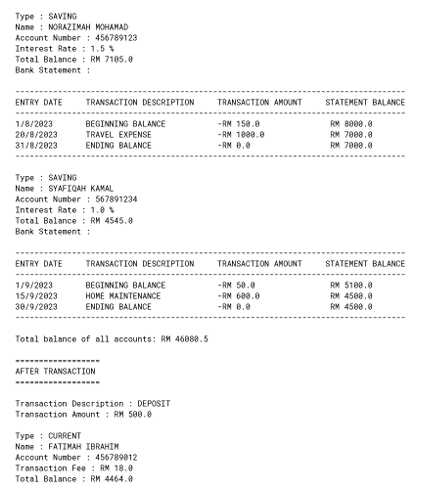 Type : SAVING
Name : NORAZIMAH MOHAMAD
Account Number : 456789123
Interest Rate : 1.5 %
Total Balance : RM 7105.0
Bank Statement :
--------------------------------------------------------------------------------
ENTRY DATE TRANSACTION DESCRIPTION TRANSACTION AMOUNT STATEMENT BALANCE
--------------------------------------------------------------------------------
1/8/2023 BEGINNING BALANCE -RM 150.0 RM 8000.0
20/8/2023 TRAVEL EXPENSE -RM 1000.0 RM 7000.0
31/8/2023 ENDING BALANCE -RM 0.0 RM 7000.0
--------------------------------------------------------------------------------
Type : SAVING
Name : SYAFIQAH KAMAL
Account Number : 567891234
Interest Rate : 1.0 %
Total Balance : RM 4545.0
Bank Statement :
--------------------------------------------------------------------------------
ENTRY DATE TRANSACTION DESCRIPTION TRANSACTION AMOUNT STATEMENT BALANCE
--------------------------------------------------------------------------------
1/9/2023 BEGINNING BALANCE -RM 50.0 RM 5100.0
15/9/2023 HOME MAINTENANCE -RM 600.0 RM 4500.0
30/9/2023 ENDING BALANCE -RM 0.0 RM 4500.0
--------------------------------------------------------------------------------
Total balance of all accounts: RM 46080.5
==================
AFTER TRANSACTION
==================
Transaction Description : DEPOSIT
Transaction Amount : RM 500.0
Type : CURRENT
Name : FATIMAH IBRAHIM
Account Number : 456789012
Transaction Fee : RM 18.0
Total Balance : RM 4464.0